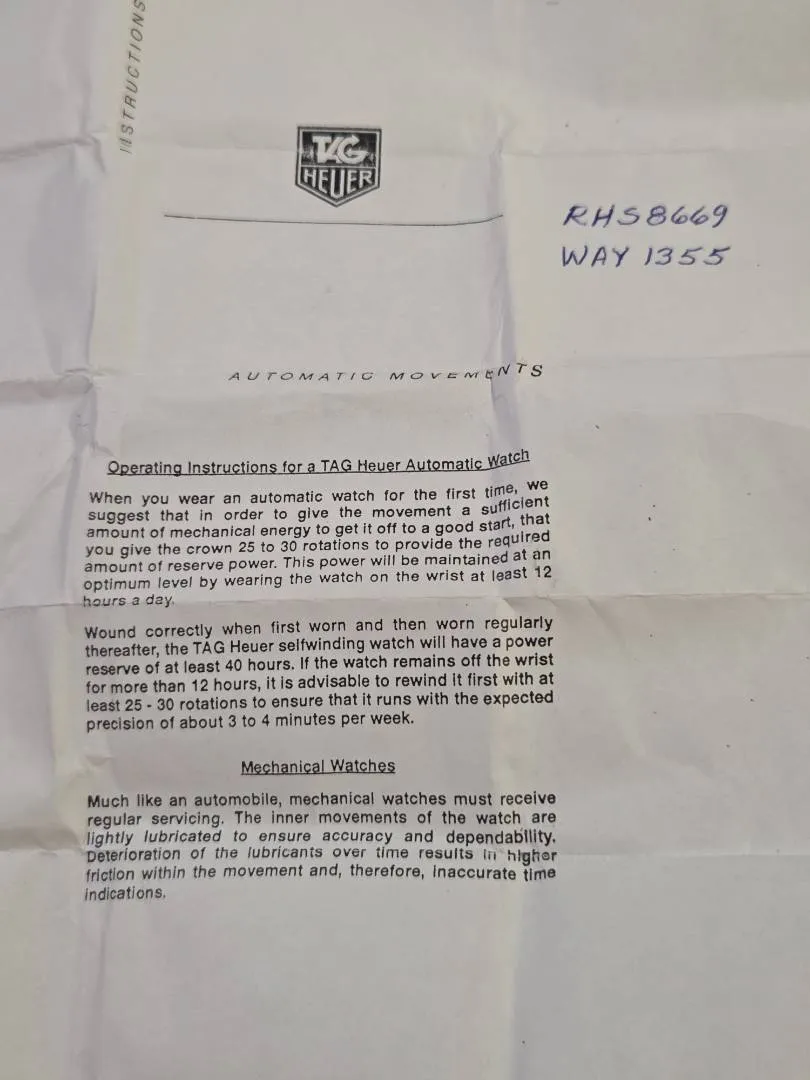 INSTRUCTIONS
TAG
HEUER
RHS8669
WAY 1355
AUTOMATIC MOVEMENTS
Operating Instructions for a TAG Heuer Automatic Watch
When you wear an automatic watch for the first time, we
suggest that in order to give the movement a sufficient
amount of mechanical energy to get it off to a good start, that
you give the crown 25 to 30 rotations to provide the required
amount of reserve power. This power will be maintained at an
optimum level by wearing the watch on the wrist at least 12
hours a day.
Wound correctly when first worn and then worn regularly
thereafter, the TAG Heuer selfwinding watch will have a power
reserve of at least 40 hours. If the watch remains off the wrist
for more than 12 hours, it is advisable to rewind it first with at
least 25 - 30 rotations to ensure that it runs with the expected
precision of about 3 to 4 minutes per week.
Mechanical Watches
Much like an automobile, mechanical watches must receive
regular servicing. The inner movements of the watch are
lightly lubricated to ensure accuracy and dependability.
Deterioration of the lubricants over time results in higher
friction within the movement and, therefore, inaccurate time
indications.